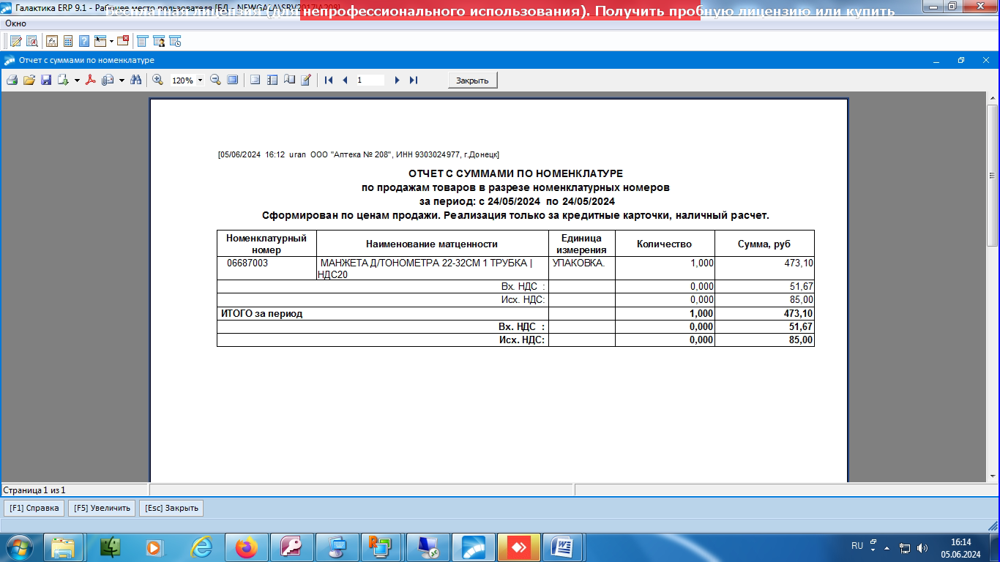 Галактика ERP 9.1 - Рабочее место пользователя [БД - NEWGALA\SRV2017\A208]
Бесплатная лицензия (для непрофессионального использования). Получить пробную лицензию или купить
Окно
Отчет с суммами по номенклатуре
120%
1
Закрыть
[05/06/2024 16:12 uran ООО "Аптека № 208", ИНН 9303024977, г.Донецк]
ОТЧЕТ С СУММАМИ ПО НОМЕНКЛАТУРЕ
по продажам товаров в разрезе номенклатурных номеров
за период: с 24/05/2024 по 24/05/2024
Сформирован по ценам продажи. Реализация только за кредитные карточки, наличный расчет.
Номенклатурный номер Наименование матценности Единица измерения Количество Сумма, руб
06687003 МАНЖЕТА Д/ТОНОМЕТРА 22-32СМ 1 ТРУБКА | УПАКОВКА. 1,000 473,10
НДС20
Вх. НДС : 0,000 51,67
Исх. НДС: 0,000 85,00
ИТОГО за период 1,000 473,10
Вх. НДС : 0,000 51,67
Исх. НДС: 0,000 85,00
Страница 1 из 1
[F1] Справка [F5] Увеличить [Esc] Закрыть
RU
16:14
05.06.2024